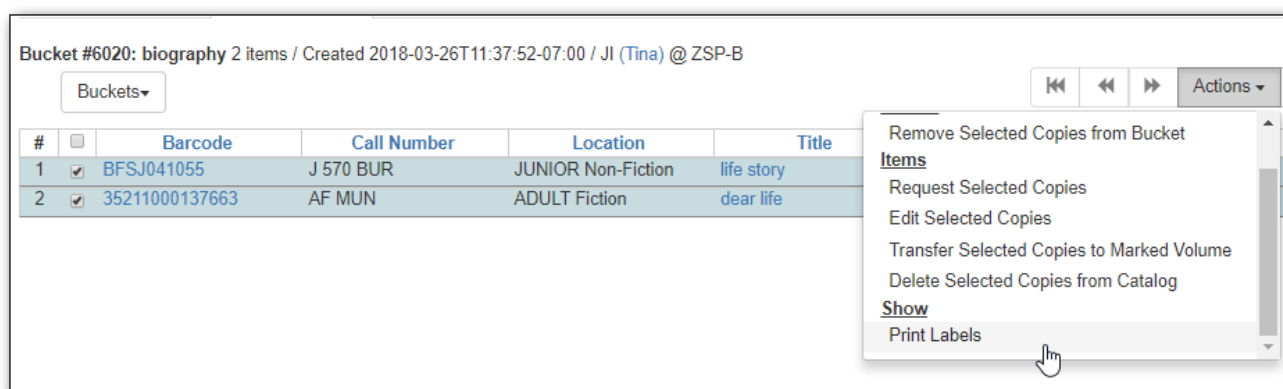 Bucket #6020: biography 2 items / Created 2018-03-26T11:37:52-07:00 / JI (Tina) @ ZSP-B
Buckets
Actions
# Barcode Call Number Location Title
1 BFSJ041055 J 570 BUR JUNIOR Non-Fiction life story
2 35211000137663 AF MUN ADULT Fiction dear life
Remove Selected Copies from Bucket
Items
Request Selected Copies
Edit Selected Copies
Transfer Selected Copies to Marked Volume
Delete Selected Copies from Catalog
Show
Print Labels